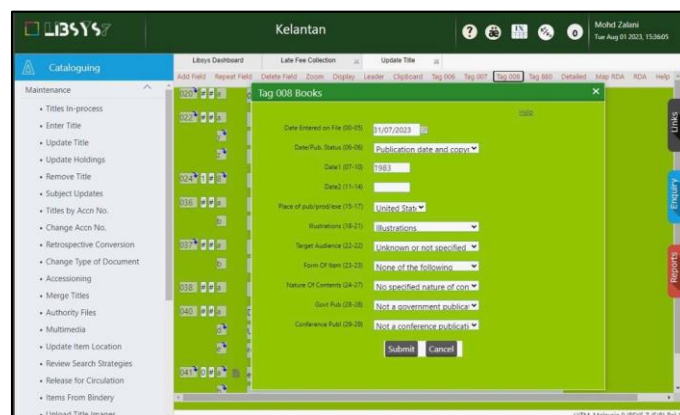 LIBSYS7
Kelantan
Mohd Zalani
Tue Aug 01 2023, 15:36:05
Cataloguing
Libsys Dashboard
Late Fee Collection
Update Title
Add Field Repeat Field Delete Field Zoom Display Leader ClipBoard Tag 006 Tag 007 Tag 008 Tag 880 Detailed Map RDA RDA Help
Maintenance
• Titles In-process
• Enter Title
• Update Title
• Update Holdings
• Remove Title
• Subject Updates
• Titles by Accn No.
• Change Accn No.
• Retrospective Conversion
• Change Type of Document
• Accessioning
• Merge Titles
• Authority Files
• Multimedia
• Update Item Location
• Review Search Strategies
• Release for Circulation
• Items From Bindery
• Upload Title Images
020 # # a
022 # # a
024 1 # a
036 # # a
b
037 # # a
b
038 # # a
040 # # a
041 0 # a
Tag 008 Books
Help
Date Entered on File (00-05) 31/07/2023
Date/Pub. Status (06-06) Publication date and copyr
Date1 (07-10) 1983
Date2 (11-14)
Place of pub/prod/exe (15-17) United State
Illustrations (18-21) Illustrations
Target Audience (22-22) Unknown or not specified
Form Of Item (23-23) None of the following
Nature Of Contents (24-27) No specified nature of con
Govt Pub (28-28) Not a government publicat
Conference Publ (29-29) Not a conference publicati
Submit Cancel
Links
Enquiry
Reports